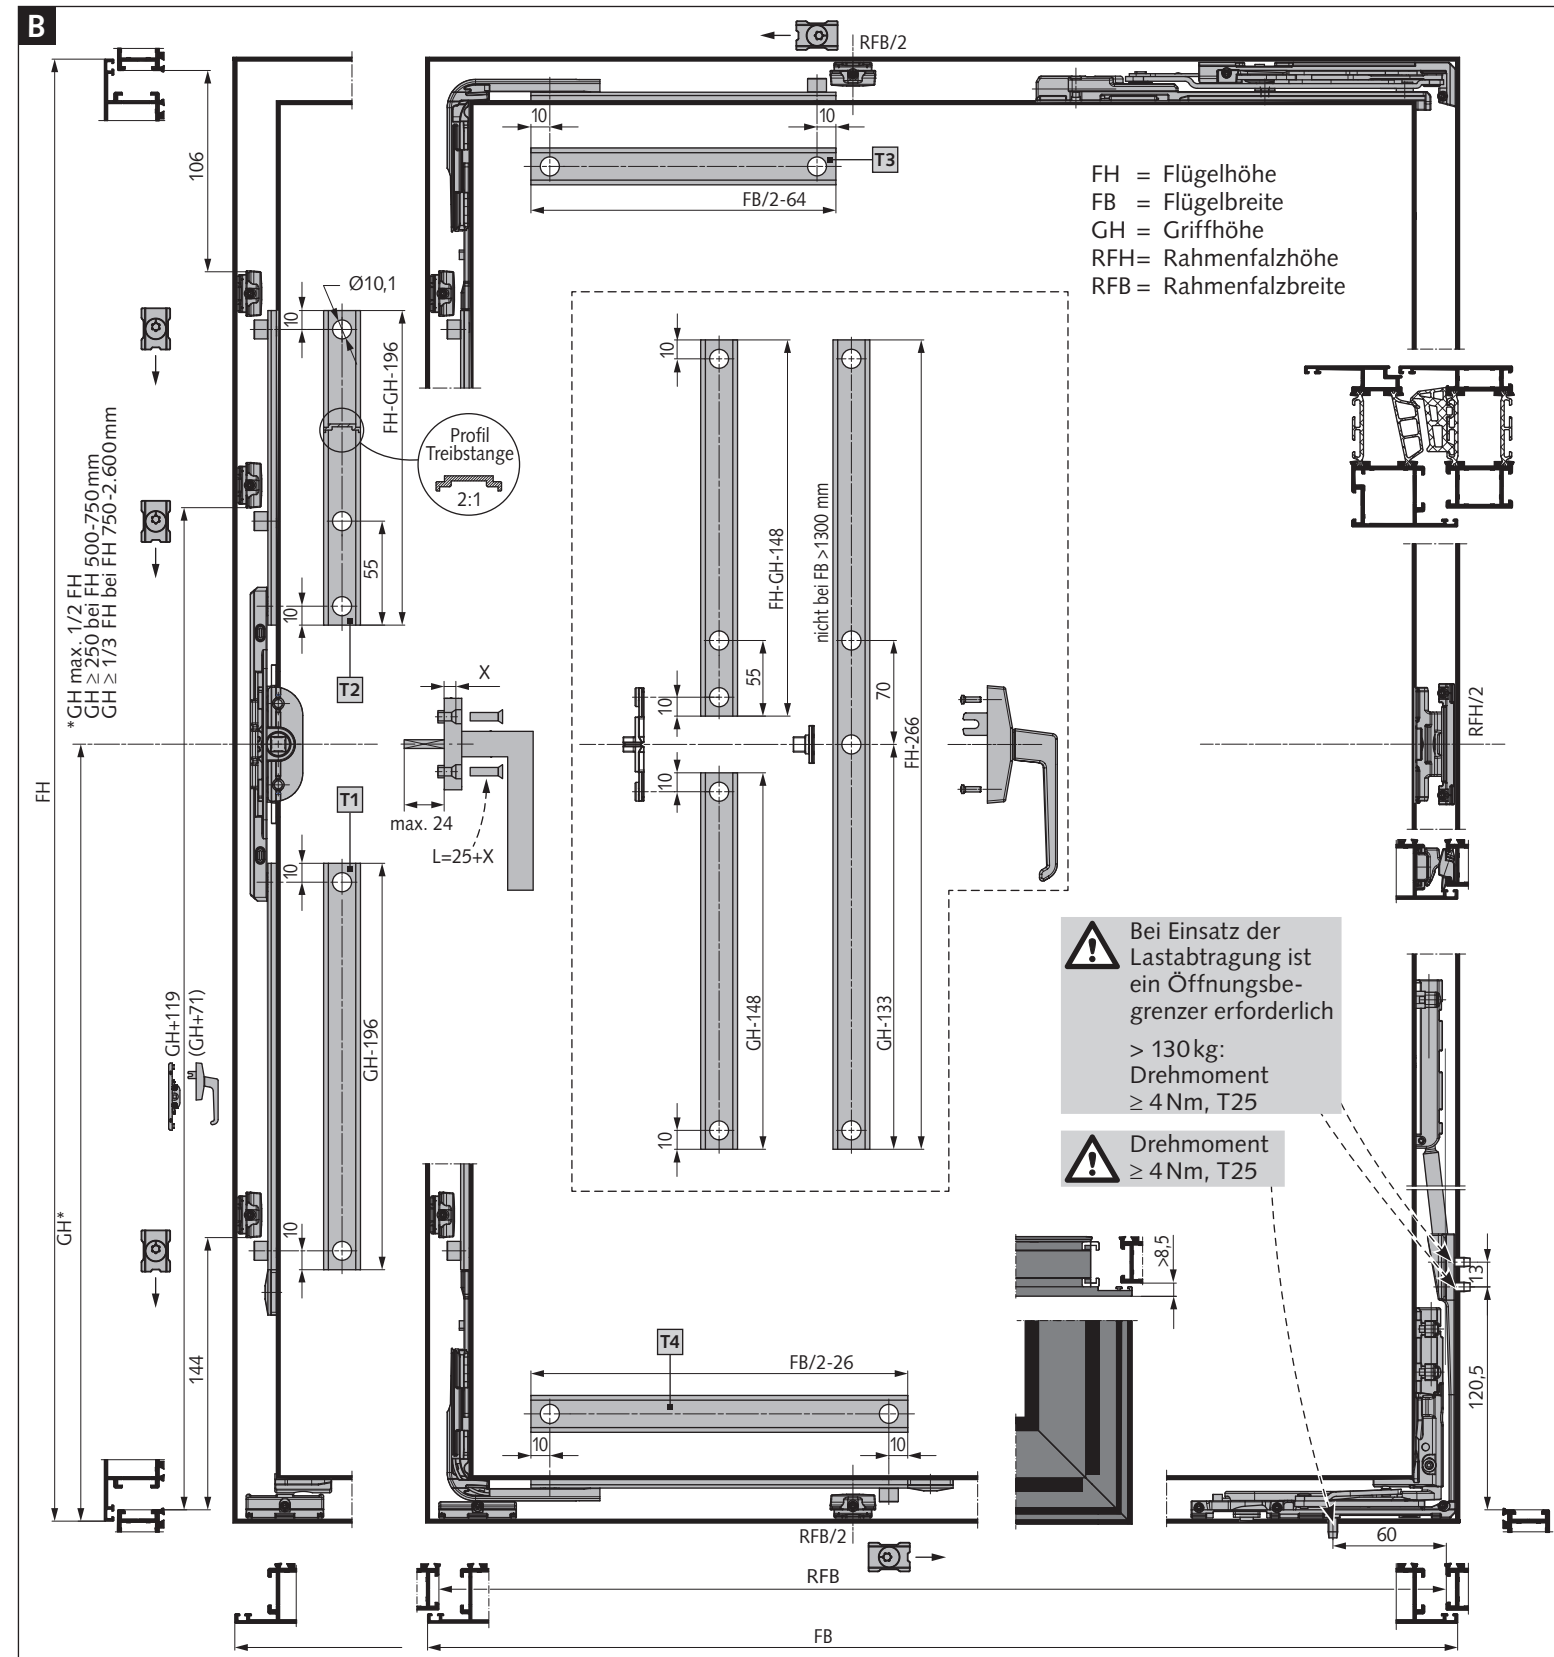 B
RFB/2
106
10
10
T3
FB/2-64
FH = Flügelhöhe
FB = Flügelbreite
GH = Griffhöhe
RFH= Rahmenfalzhöhe
RFB = Rahmenfalzbreite
Ø10,1
10
FH-GH-196
Profil
Treibstange
2:1
55
10
T2
*GH max. 1/2 FH
GH ≥ 250 bei FH 500-750mm
GH ≥ 1/3 FH bei FH 750-2.600mm
10
FH-GH-148
nicht bei FB >1300 mm
55
10
70
FH-266
X
max. 24
L=25+X
RFH/2
FH
T1
10
10
GH-196
GH-148
GH-133
10
GH+119
(GH+71)
Bei Einsatz der
Lastabtragung ist
ein Öffnungsbe-
grenzer erforderlich
> 130kg:
Drehmoment
≥ 4Nm, T25
Drehmoment
≥ 4Nm, T25
GH*
10
144
>8,5
13
120,5
T4
FB/2-26
10
10
RFB/2
60
RFB
FB